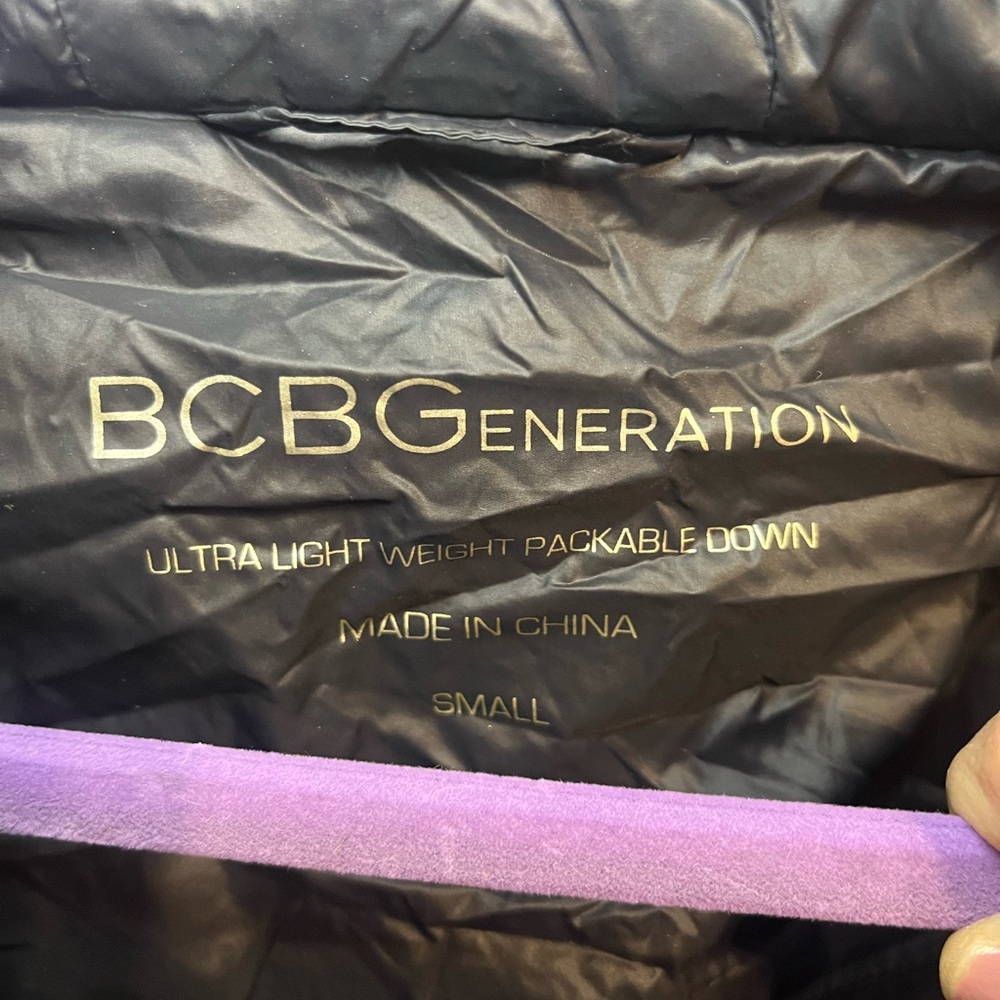 BCBGENERATION
ULTRA LIGHT WEIGHT PACKABLE DOWN
MADE IN CHINA
SMALL